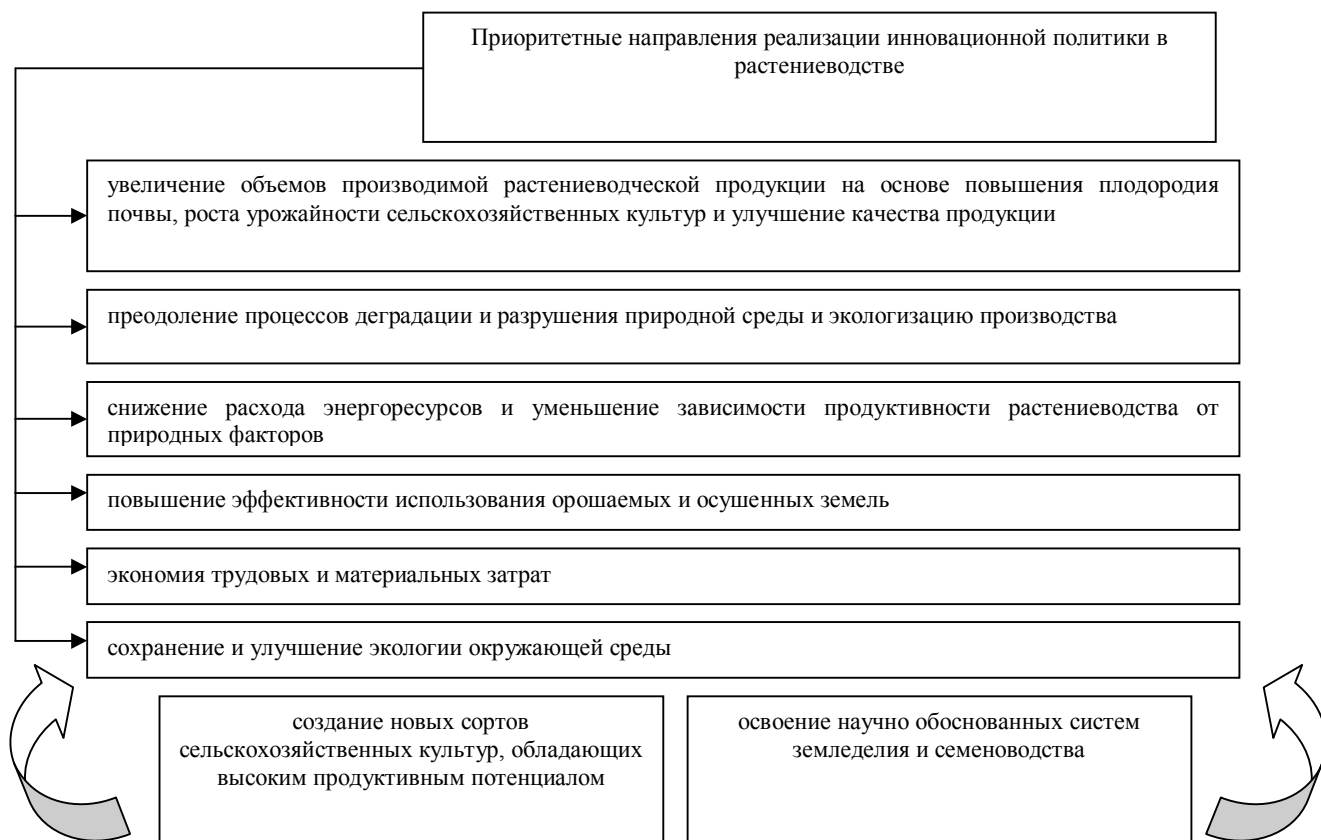 Приоритетные направления реализации инновационной политики в
растениеводстве
увеличение объемов производимой растениеводческой продукции на основе повышения плодородия
почвы, роста урожайности сельскохозяйственных культур и улучшение качества продукции
преодоление процессов деградации и разрушения природной среды и экологизацию производства
снижение расхода энергоресурсов и уменьшение зависимости продуктивности растениеводства от
природных факторов
повышение эффективности использования орошаемых и осушенных земель
экономия трудовых и материальных затрат
сохранение и улучшение экологии окружающей среды
создание новых сортов
сельскохозяйственных культур, обладающих
высоким продуктивным потенциалом
освоение научно обоснованных систем
земледелия и семеноводства